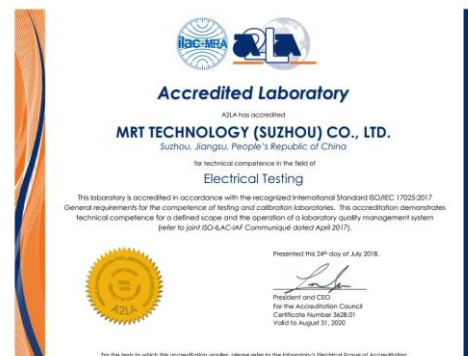 ilac-MRA
A2LA
Accredited Laboratory
A2LA has accredited
MRT TECHNOLOGY (SUZHOU) CO., LTD.
Suzhou, Jiangsu, People's Republic of China
for technical competence in the field of
Electrical Testing
This laboratory is accredited in accordance with the recognized International Standard ISO/IEC 17025:2017
General requirements for the competence of testing and calibration laboratories. This accreditation demonstrates
technical competence for a defined scope and the operation of a laboratory quality management system
(refer to joint ISO-ILAC-IAF Communiqué dated April 2017).
Presented this 24th day of July 2018.
President and CEO
For the Accreditation Council
Certificate Number 3628.01
Valid to August 31, 2020
SEAL
A2LA
For the tests to which this accreditation applies, please refer to the laboratory's Electrical Scope of Accreditation.